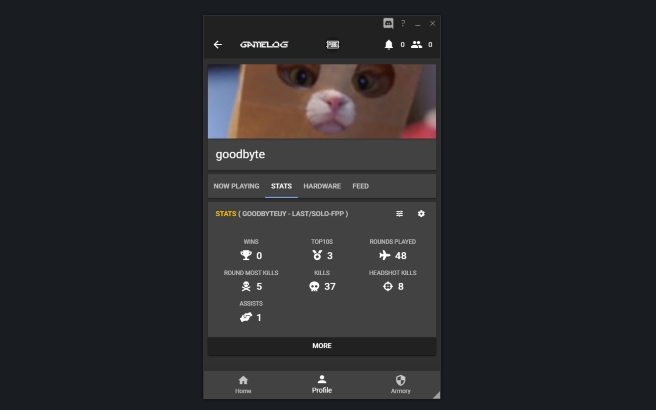 ?
GAMELOG PUBG 0 0
goodbyte
NOW PLAYING STATS HARDWARE FEED
STATS ( GOODBYTEUY - LAST/SOLO-FPP )
WINS TOP10S ROUNDS PLAYED
0 3 48
ROUND MOST KILLS KILLS HEADSHOT KILLS
5 37 8
ASSISTS
1
MORE
Home Profile Armory